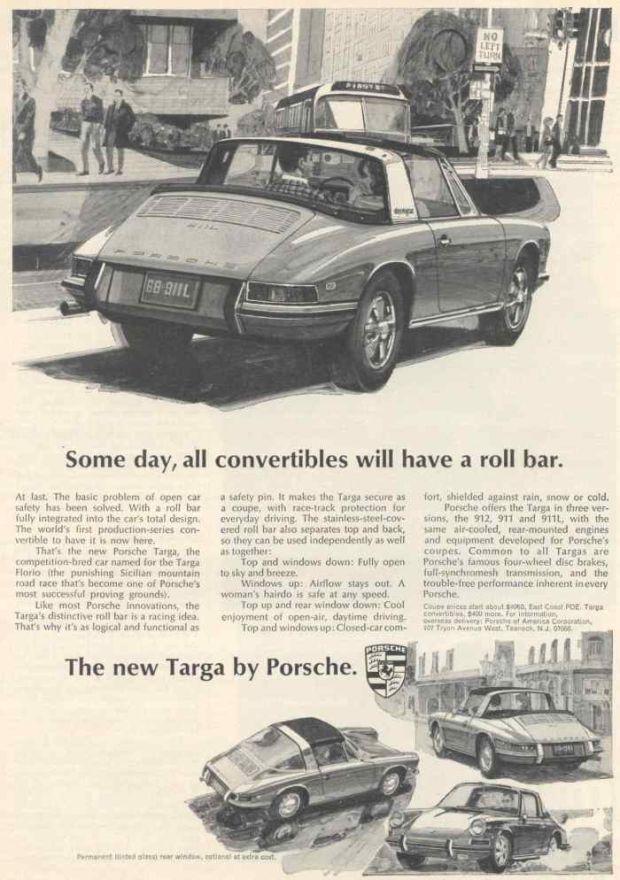 NO
LEFT
TURN
911L
PORSCHE
68-911L
Some day, all convertibles will have a roll bar.
At last. The basic problem of open car
safety has been solved. With a roll bar
fully integrated into the car's total design.
The world's first production-series con-
vertible to have it is now here.
That's the new Porsche Targa, the
competition-bred car named for the Targa
Florio (the punishing Sicilian mountain
road race that's become one of Porsche's
most successful proving grounds).
Like most Porsche innovations, the
Targa's distinctive roll bar is a racing idea.
That's why it's as logical and functional as
a safety pin. It makes the Targa secure as
a coupe, with race-track protection for
everyday driving. The stainless-steel-cov-
ered roll bar also separates top and back,
so they can be used independently as well
as together:
Top and windows down: Fully open
to sky and breeze.
Windows up: Airflow stays out. A
woman's hairdo is safe at any speed.
Top up and rear window down: Cool
enjoyment of open-air, daytime driving.
Top and windows up: Closed-car com-
fort, shielded against rain, snow or cold.
Porsche offers the Targa in three ver-
sions, the 912, 911 and 911L, with the
same air-cooled, rear-mounted engines
and equipment developed for Porsche's
coupes. Common to all Targas are
Porsche's famous four-wheel disc brakes,
full-synchromesh transmission, and the
trouble-free performance inherent in every
Porsche.
Coupe prices start about $4950, East Coast POE. Targa
convertibles, $400 more. For information,
overseas delivery: Porsche of America Corporation,
107 Tryon Avenue West, Teaneck, N.J. 07666.
The new Targa by Porsche.
PORSCHE
Permanent (tinted glass) rear window, optional at extra cost.